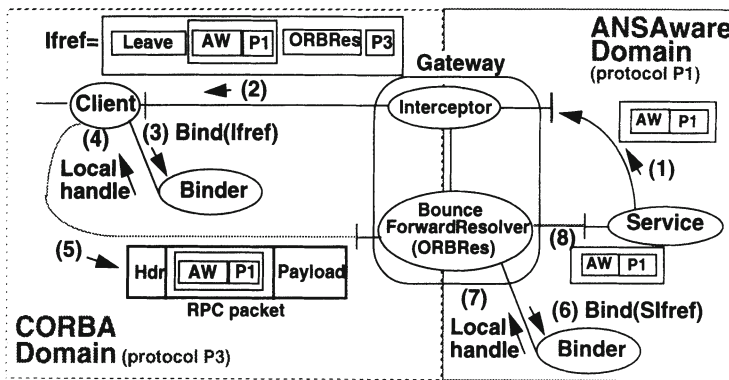 Ifref=
Leave
AW
P1
ORBRes
P3
ANSAware
Domain
(protocol P1)
Gateway
(2)
Client
Interceptor
AW
P1
(4)
(3) Bind(Ifref)
Local
handle
Binder
(1)
Bounce
ForwardResolver
(ORBRes)
(8)
Service
(5)
Hdr
AW
P1
Payload
RPC packet
AW
P1
(7)
(6) Bind(SIfref)
Local
handle
Binder
CORBA
Domain (protocol P3)